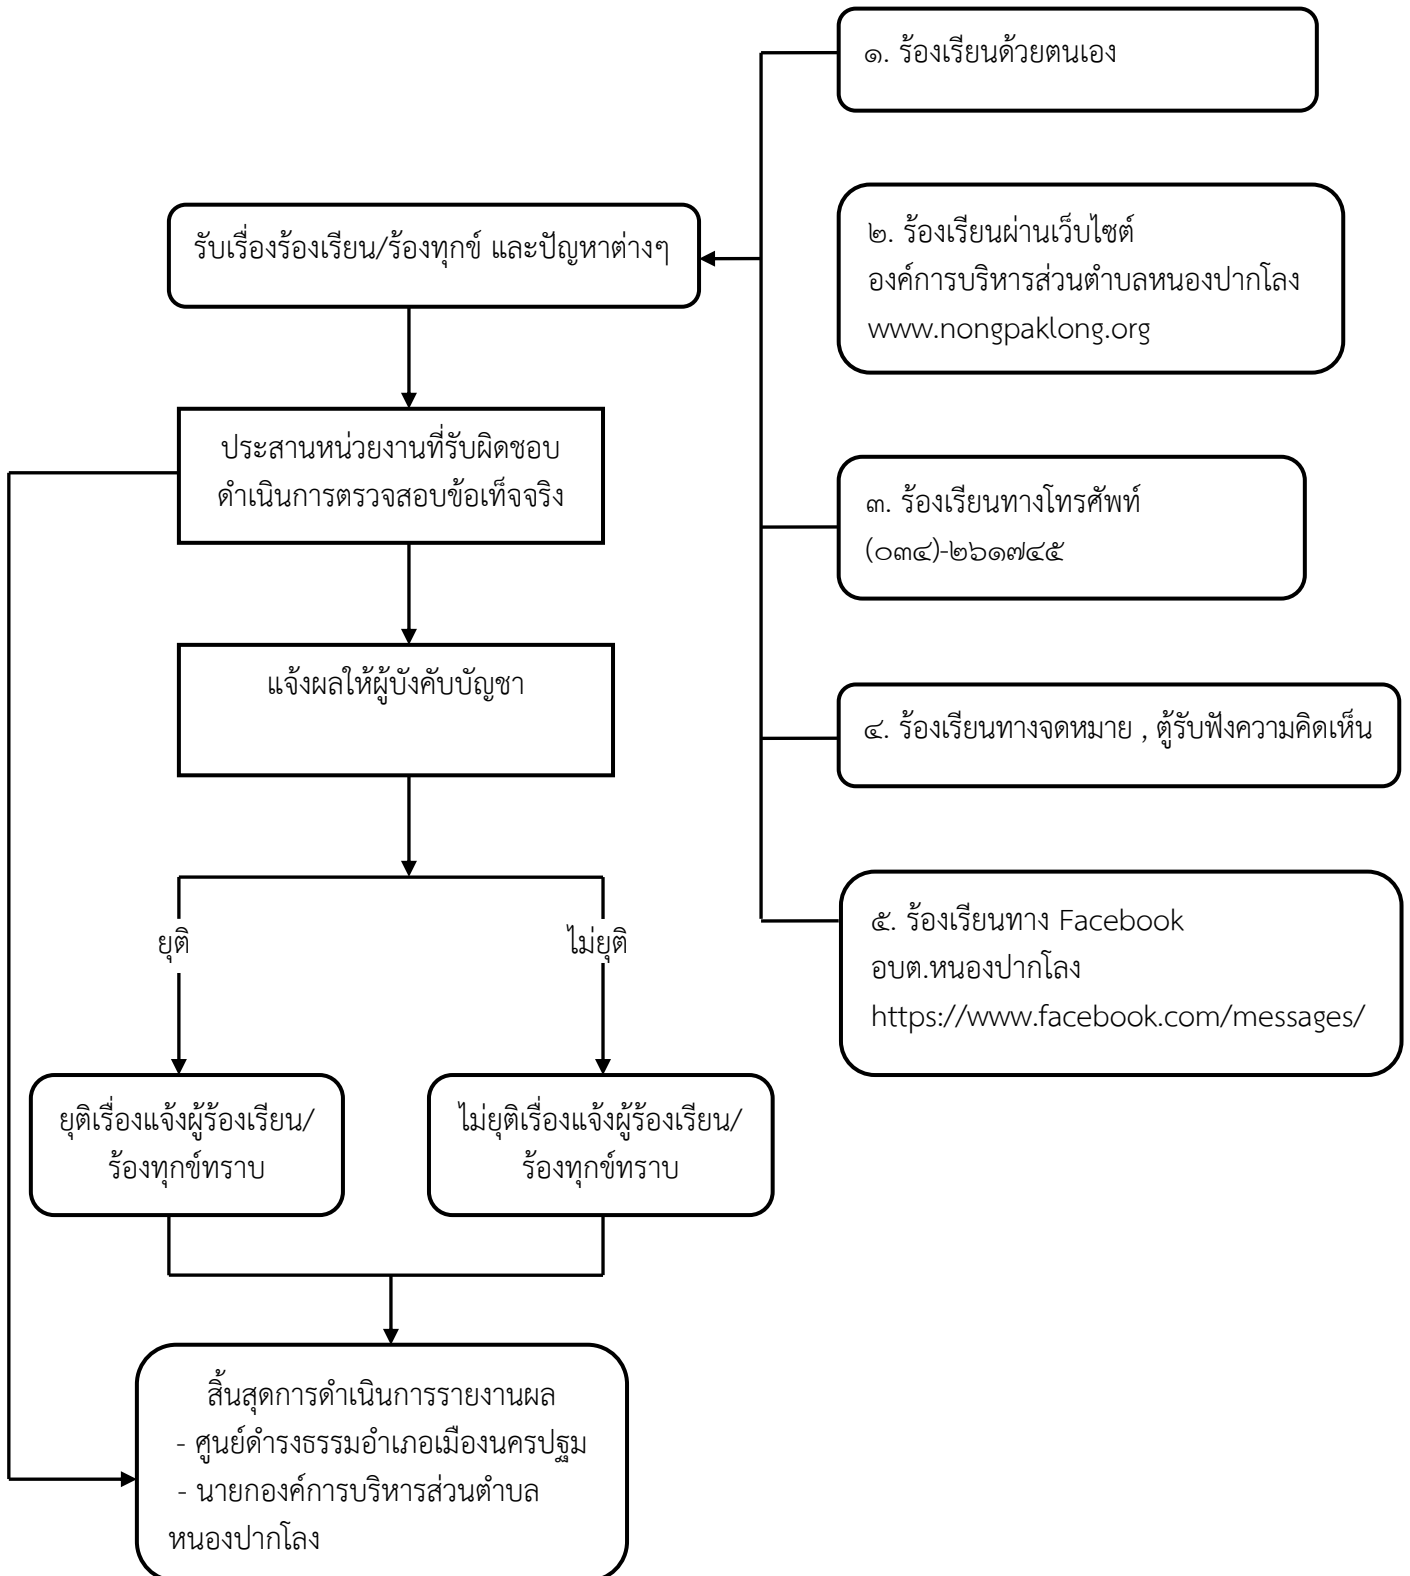 ๑. ร้องเรียนด้วยตนเอง
รับเรื่องร้องเรียน/ร้องทุกข์ และปัญหาต่างๆ
๒. ร้องเรียนผ่านเว็บไซต์
องค์การบริหารส่วนตำบลหนองปากโลง
www.nongpaklong.org
ประสานหน่วยงานที่รับผิดชอบ
ดำเนินการตรวจสอบข้อเท็จจริง
๓. ร้องเรียนทางโทรศัพท์
(๐๓๔)-๒๖๑๗๔๕
แจ้งผลให้ผู้บังคับบัญชา
๔. ร้องเรียนทางจดหมาย , ตู้รับฟังความคิดเห็น
ยุติ
ไม่ยุติ
๕. ร้องเรียนทาง Facebook
อบต.หนองปากโลง
https://www.facebook.com/messages/
ยุติเรื่องแจ้งผู้ร้องเรียน/
ร้องทุกข์ทราบ
ไม่ยุติเรื่องแจ้งผู้ร้องเรียน/
ร้องทุกข์ทราบ
สิ้นสุดการดำเนินการรายงานผล
- ศูนย์ดำรงธรรมอำเภอเมืองนครปฐม
- นายกองค์การบริหารส่วนตำบล
หนองปากโลง